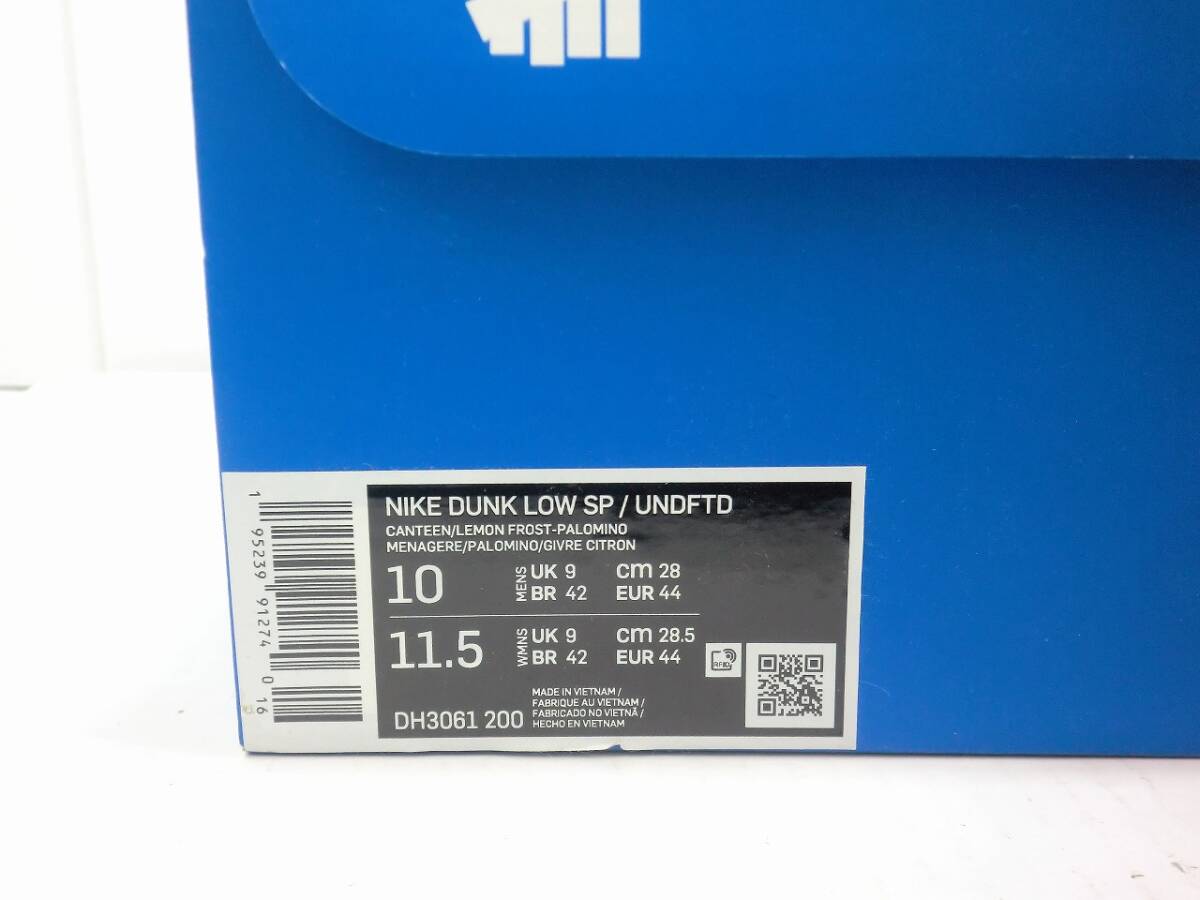 NIKE DUNK LOW SP / UNDFTD
CANTEEN/LEMON FROST-PALOMINO
MENAGERE/PALOMINO/GIVRE CITRON
10 MENS UK 9 cm 28
BR 42 EUR 44
11.5 WMNS UK 9 cm 28.5
BR 42 EUR 44
RFID
DH3061 200
MADE IN VIETNAM /
FABRIQUE AU VIETNAM /
FABRICADO NO VIETNÃ /
HECHO EN VIETNAM
1 95239 91274 0 16